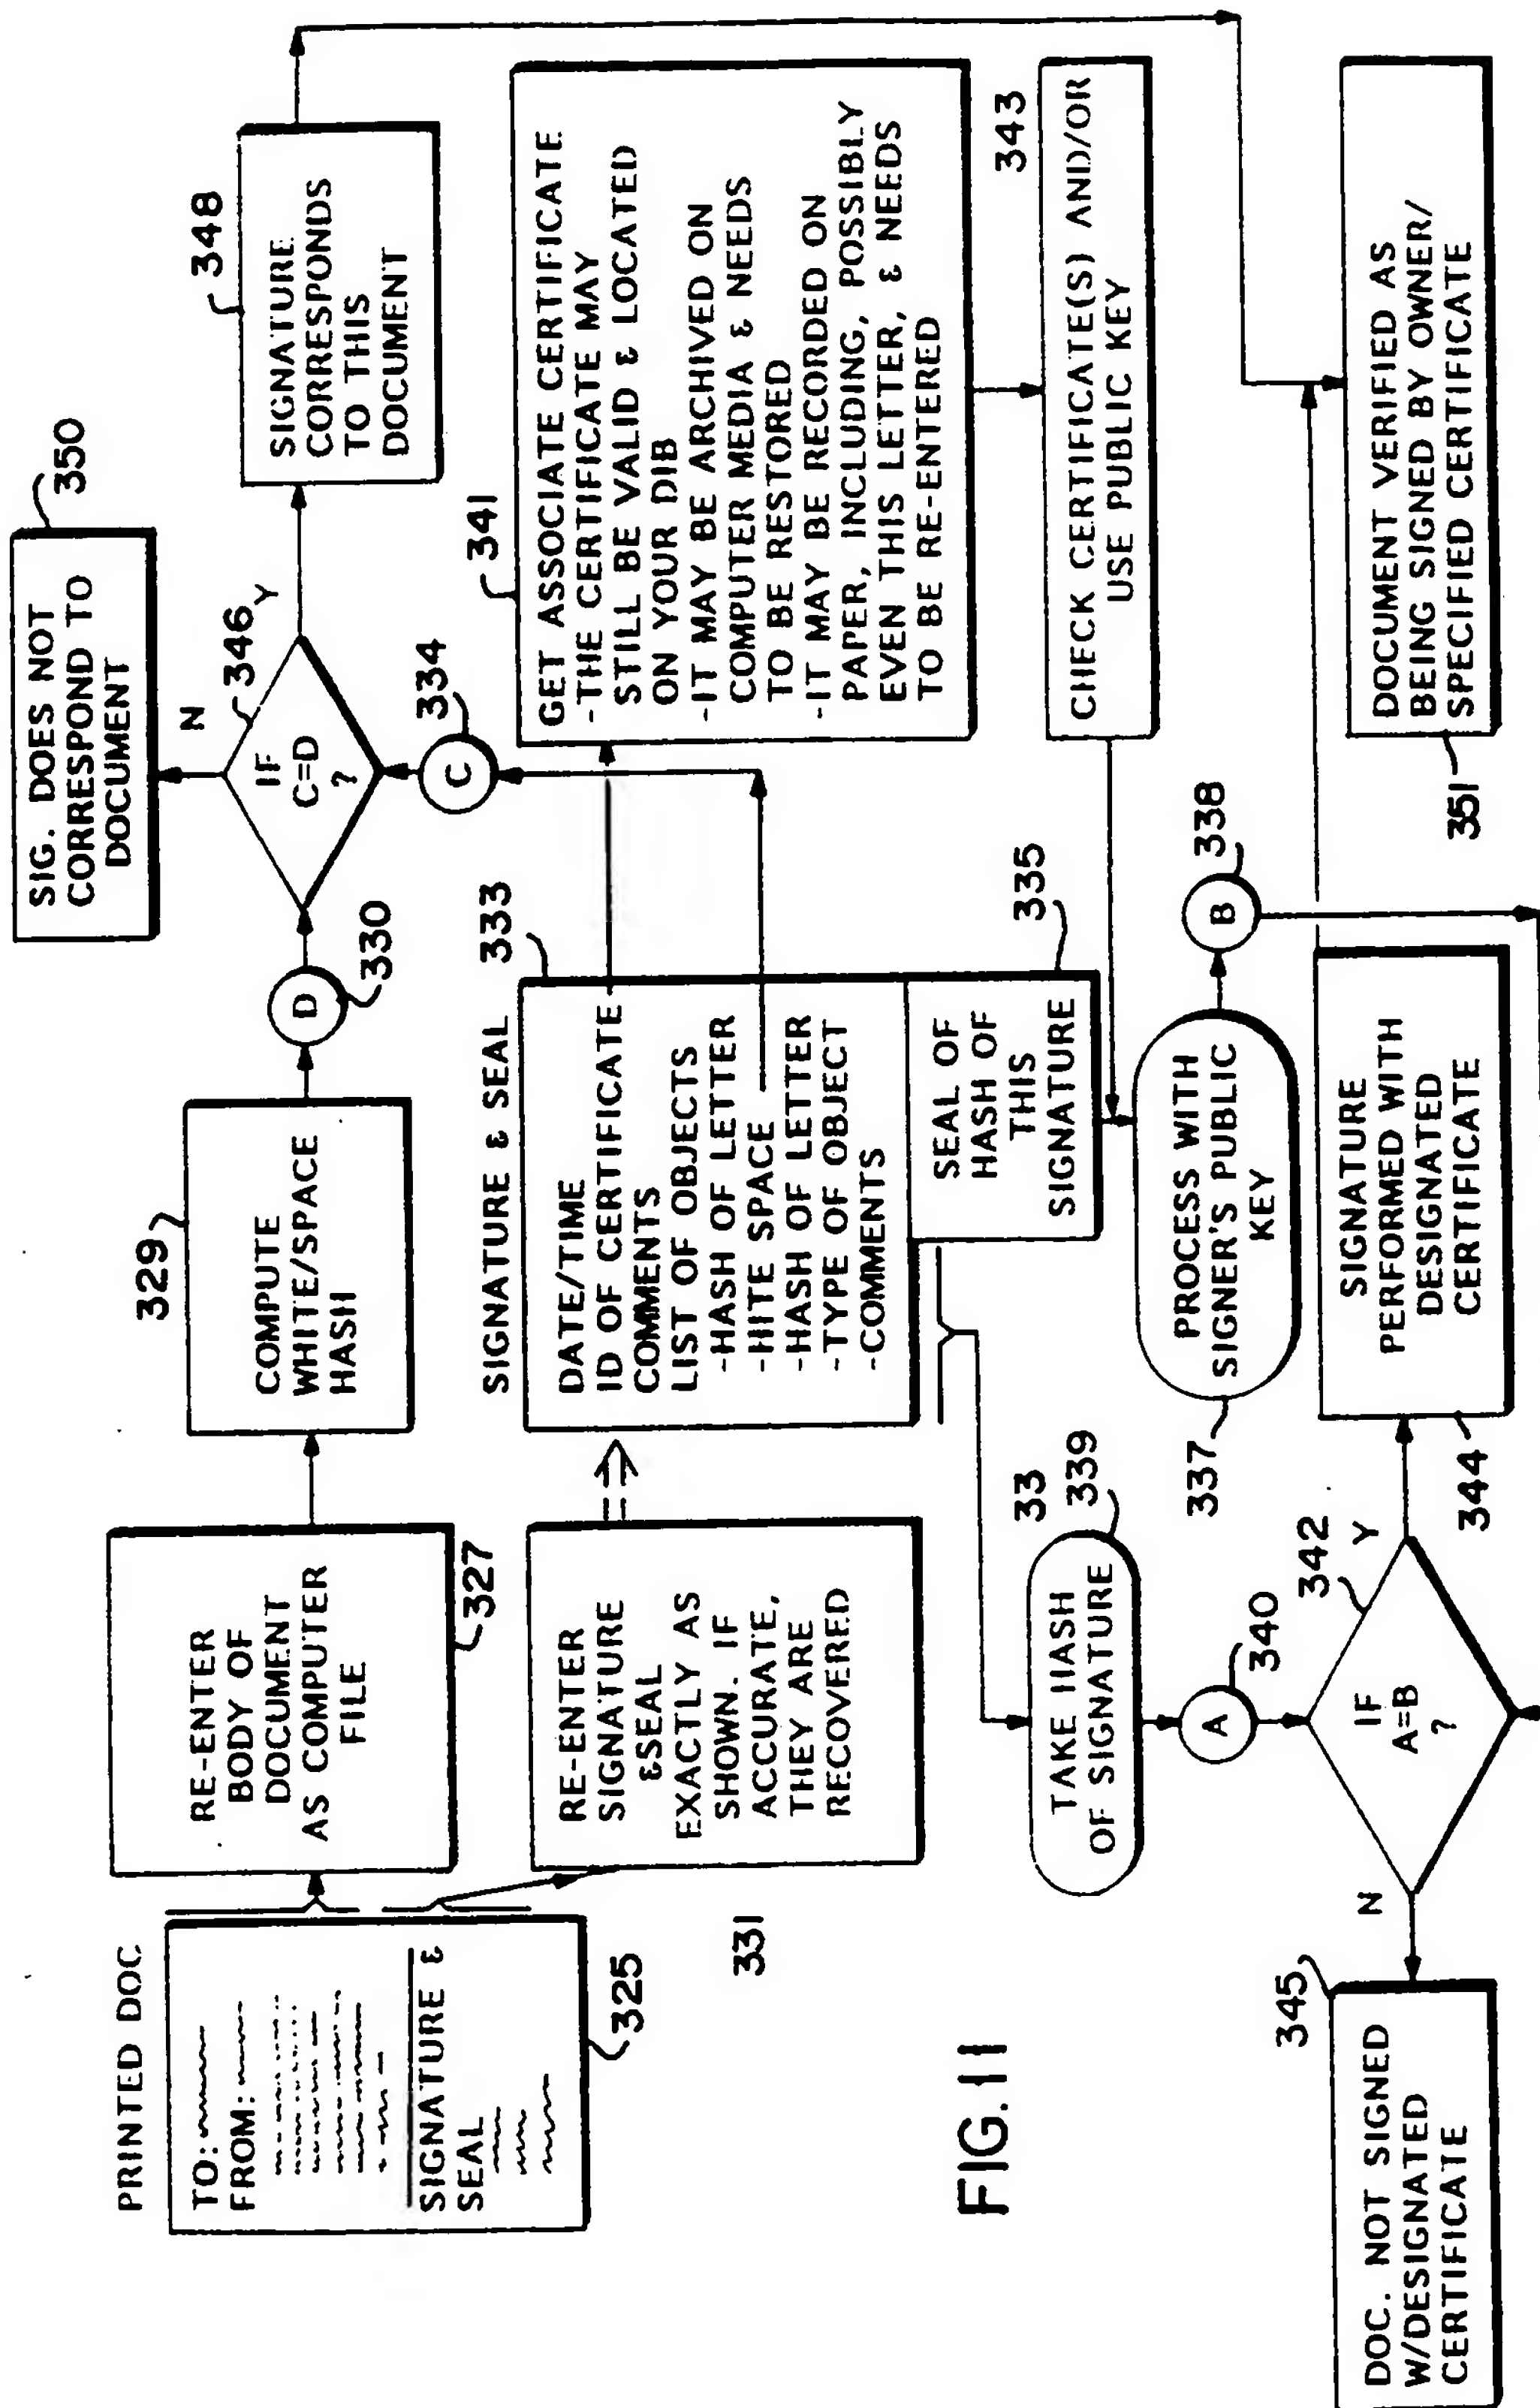 PRINTED DOC
TO:
FROM:
SIGNATURE &
SEAL
325
RE-ENTER
BODY OF
DOCUMENT
AS COMPUTER
FILE
327
RE-ENTER
SIGNATURE
&SEAL
EXACTLY AS
SHOWN. IF
ACCURATE,
THEY ARE
RECOVERED
331
329
COMPUTE
WHITE/SPACE
HASH
D
330
IF
C=D
?
346
N
Y
350
SIG. DOES NOT
CORRESPOND TO
DOCUMENT
348
SIGNATURE
CORRESPONDS
TO THIS
DOCUMENT
C
334
SIGNATURE & SEAL
333
DATE/TIME
ID OF CERTIFICATE
COMMENTS
LIST OF OBJECTS
-HASH OF LETTER
-HITE SPACE
-HASH OF LETTER
-TYPE OF OBJECT
-COMMENTS
SEAL OF
HASH OF
THIS
SIGNATURE
335
341
GET ASSOCIATE CERTIFICATE
-THE CERTIFICATE MAY
STILL BE VALID & LOCATED
ON YOUR DIB
-IT MAY BE ARCHIVED ON
COMPUTER MEDIA & NEEDS
TO BE RESTORED
-IT MAY BE RECORDED ON
PAPER, INCLUDING, POSSIBLY
EVEN THIS LETTER, & NEEDS
TO BE RE-ENTERED
343
CHECK CERTIFICATE(S) AND/OR
USE PUBLIC KEY
33
339
TAKE HASH
OF SIGNATURE
A
340
PROCESS WITH
SIGNER'S PUBLIC
KEY
337
B
338
IF
A=B
?
342
N
Y
345
DOC. NOT SIGNED
W/DESIGNATED
CERTIFICATE
SIGNATURE
PERFORMED WITH
DESIGNATED
CERTIFICATE
344
DOCUMENT VERIFIED AS
BEING SIGNED BY OWNER/
SPECIFIED CERTIFICATE
351
FIG.11